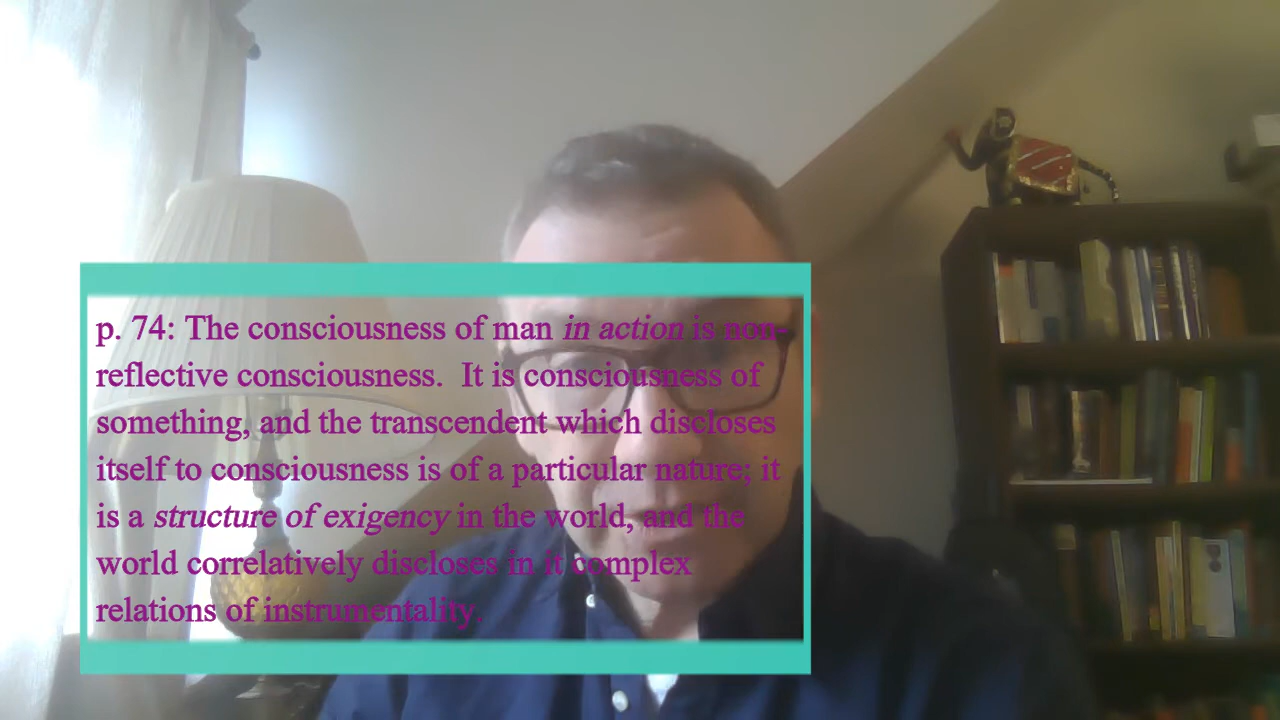 p. 74: The consciousness of man in action is non-
reflective consciousness.  It is consciousness of
something, and the transcendent which discloses
itself to consciousness is of a particular nature; it
is a structure of exigency in the world, and the
world correlatively discloses in it complex
relations of instrumentality.